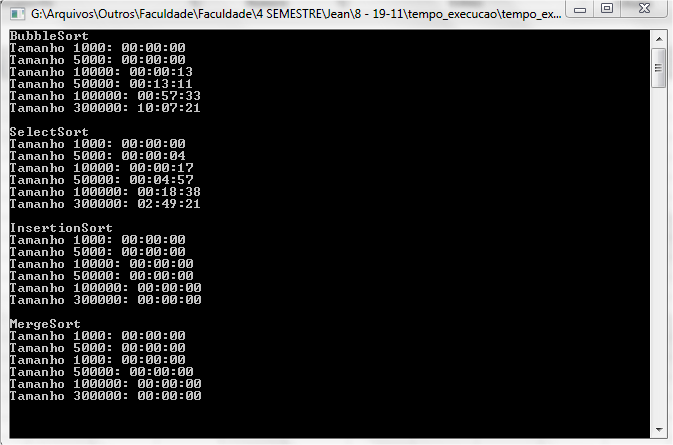 G:\Arquivos\Outros\Faculdade\Faculdade\4 SEMESTRE\Jean\8 - 19-11\tempo_execucao\tempo_ex...
BubbleSort
Tamanho 1000: 00:00:00
Tamanho 5000: 00:00:00
Tamanho 10000: 00:00:13
Tamanho 50000: 00:13:11
Tamanho 100000: 00:57:33
Tamanho 300000: 10:07:21
SelectSort
Tamanho 1000: 00:00:00
Tamanho 5000: 00:00:04
Tamanho 10000: 00:00:17
Tamanho 50000: 00:04:57
Tamanho 100000: 00:18:38
Tamanho 300000: 02:49:21
InsertionSort
Tamanho 1000: 00:00:00
Tamanho 5000: 00:00:00
Tamanho 10000: 00:00:00
Tamanho 50000: 00:00:00
Tamanho 100000: 00:00:00
Tamanho 300000: 00:00:00
MergeSort
Tamanho 1000: 00:00:00
Tamanho 5000: 00:00:00
Tamanho 1000: 00:00:00
Tamanho 50000: 00:00:00
Tamanho 100000: 00:00:00
Tamanho 300000: 00:00:00